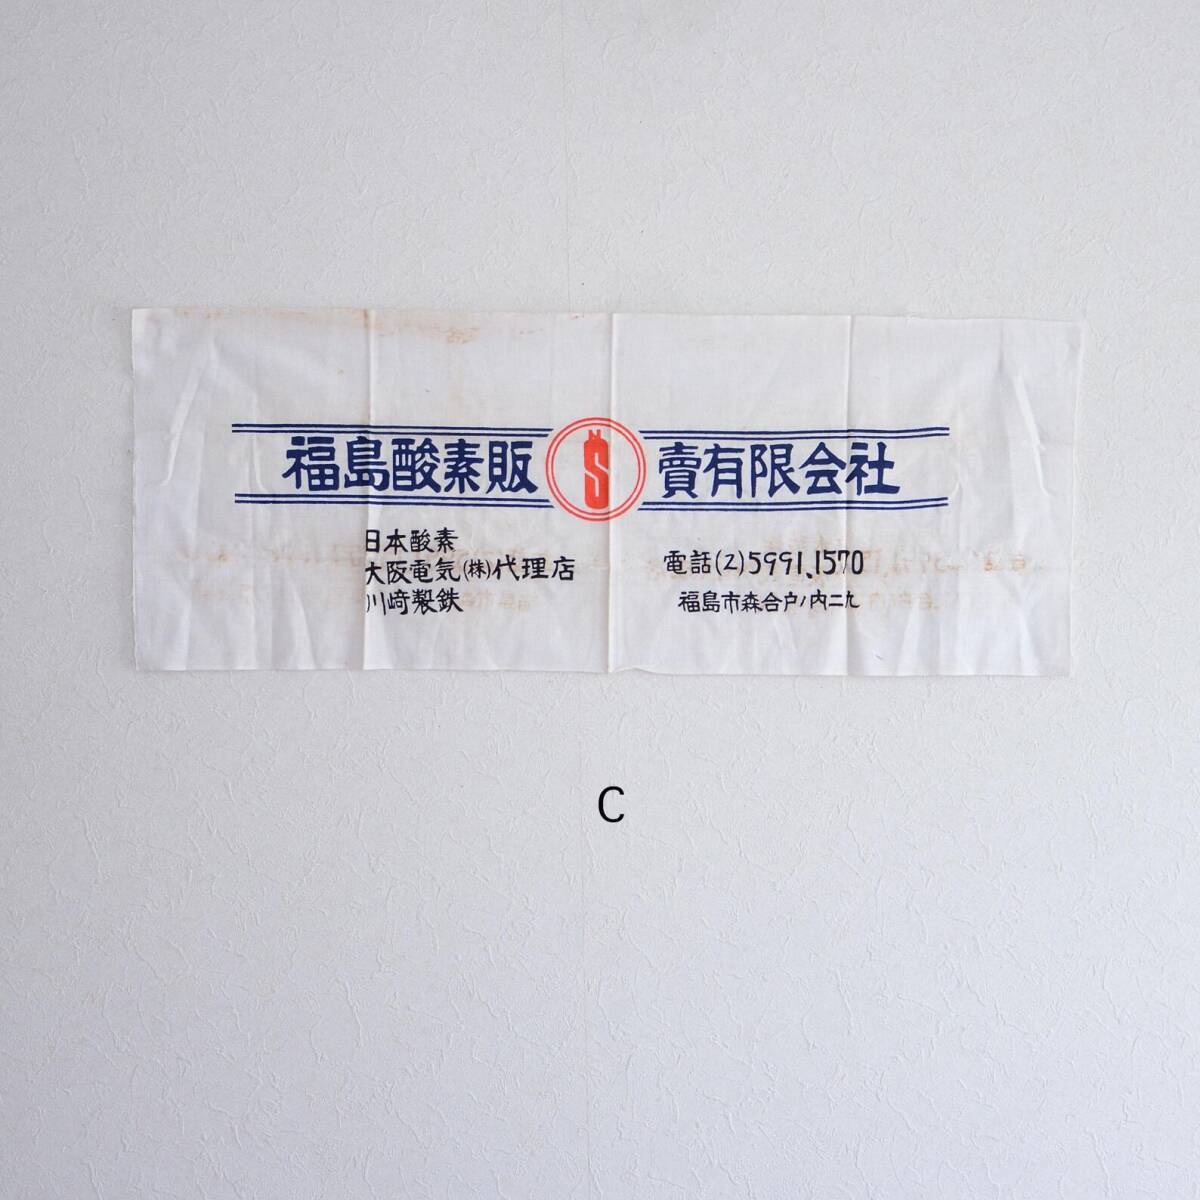 福島酸素販賣有限会社
S
日本酸素
大阪電気(株)代理店
川崎製鉄
電話(2)5991、1570
福島市森合戸ノ内二九
C